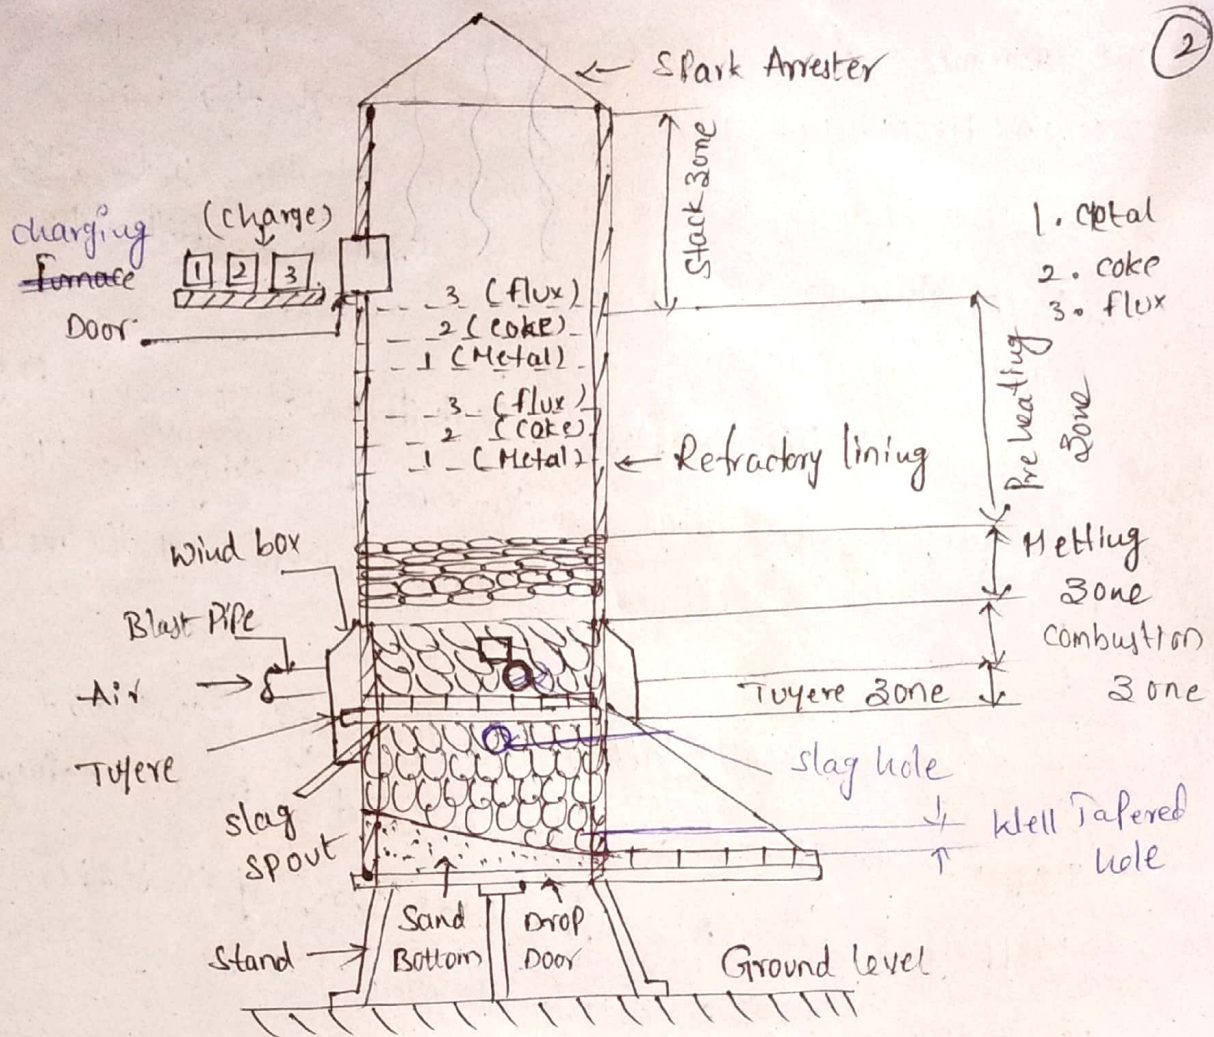 2
Spark Arrester
Stack zone
(charge)
charging
Furnace
1 2 3
Door
1. Metal
2. coke
3. flux
3 (flux)
2 (coke)
1 (Metal)
3 (flux)
2 (coke)
1 (Metal)
Preheating
zone
Refractory lining
Wind box
Melting
zone
Blast Pipe
combustion
zone
Air
Tuyere zone
Tuyere
slag hole
slag
spout
Well Tapered
hole
Sand
Bottom
Drop
Door
Stand
Ground level